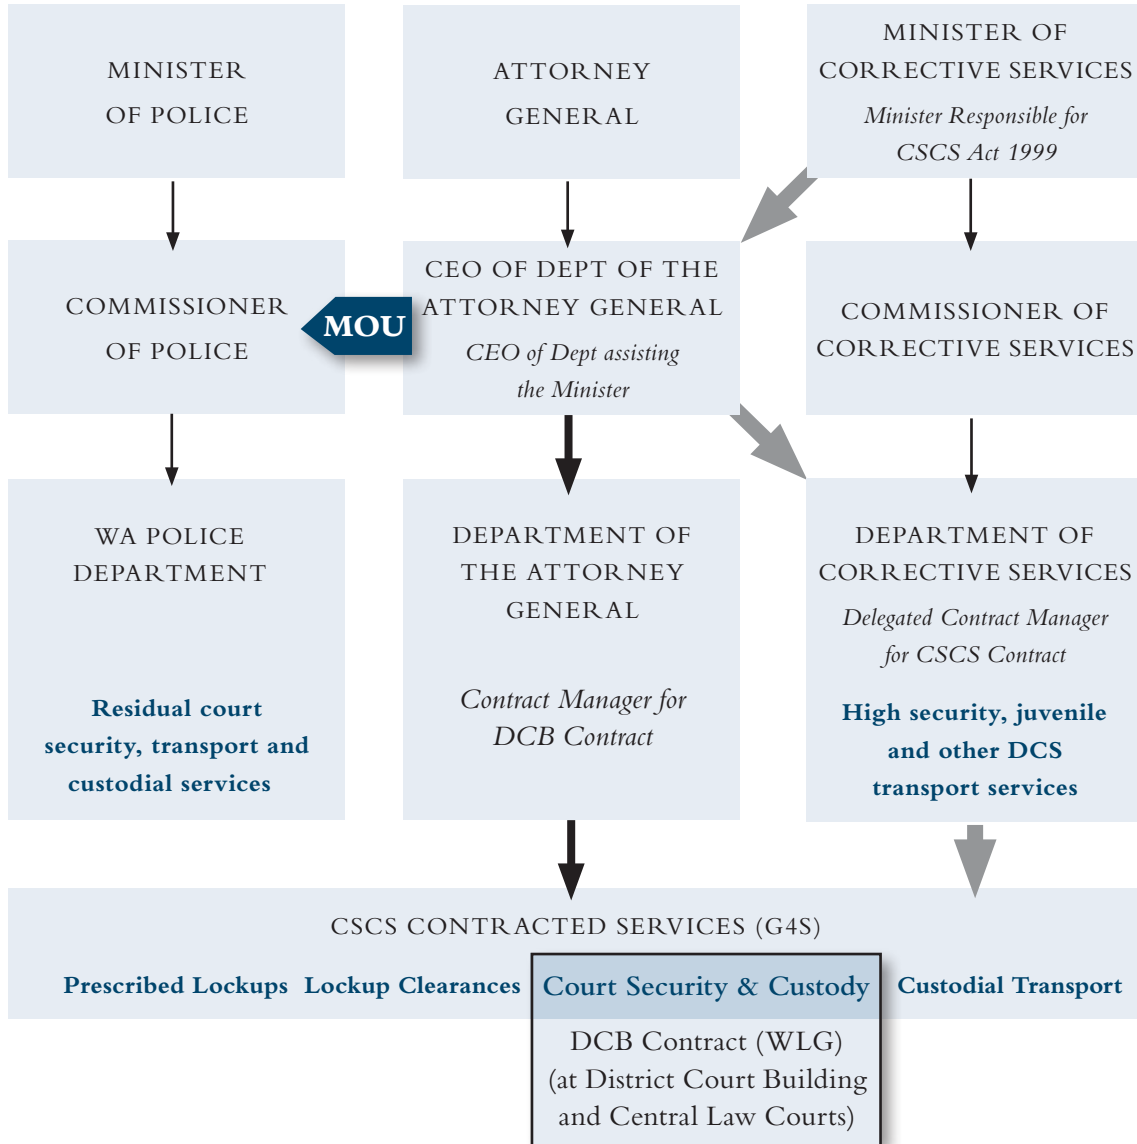 MINISTER
OF POLICE
ATTORNEY
GENERAL
MINISTER OF
CORRECTIVE SERVICES
Minister Responsible for
CSCS Act 1999
COMMISSIONER
OF POLICE
MOU
CEO OF DEPT OF THE
ATTORNEY GENERAL
CEO of Dept assisting
the Minister
COMMISSIONER OF
CORRECTIVE SERVICES
WA POLICE
DEPARTMENT
Residual court
security, transport and
custodial services
DEPARTMENT OF
THE ATTORNEY
GENERAL
Contract Manager for
DCB Contract
DEPARTMENT OF
CORRECTIVE SERVICES
Delegated Contract Manager
for CSCS Contract
High security, juvenile
and other DCS
transport services
CSCS CONTRACTED SERVICES (G4S)
Prescribed Lockups Lockup Clearances Court Security & Custody Custodial Transport
DCB Contract (WLG)
(at District Court Building
and Central Law Courts)